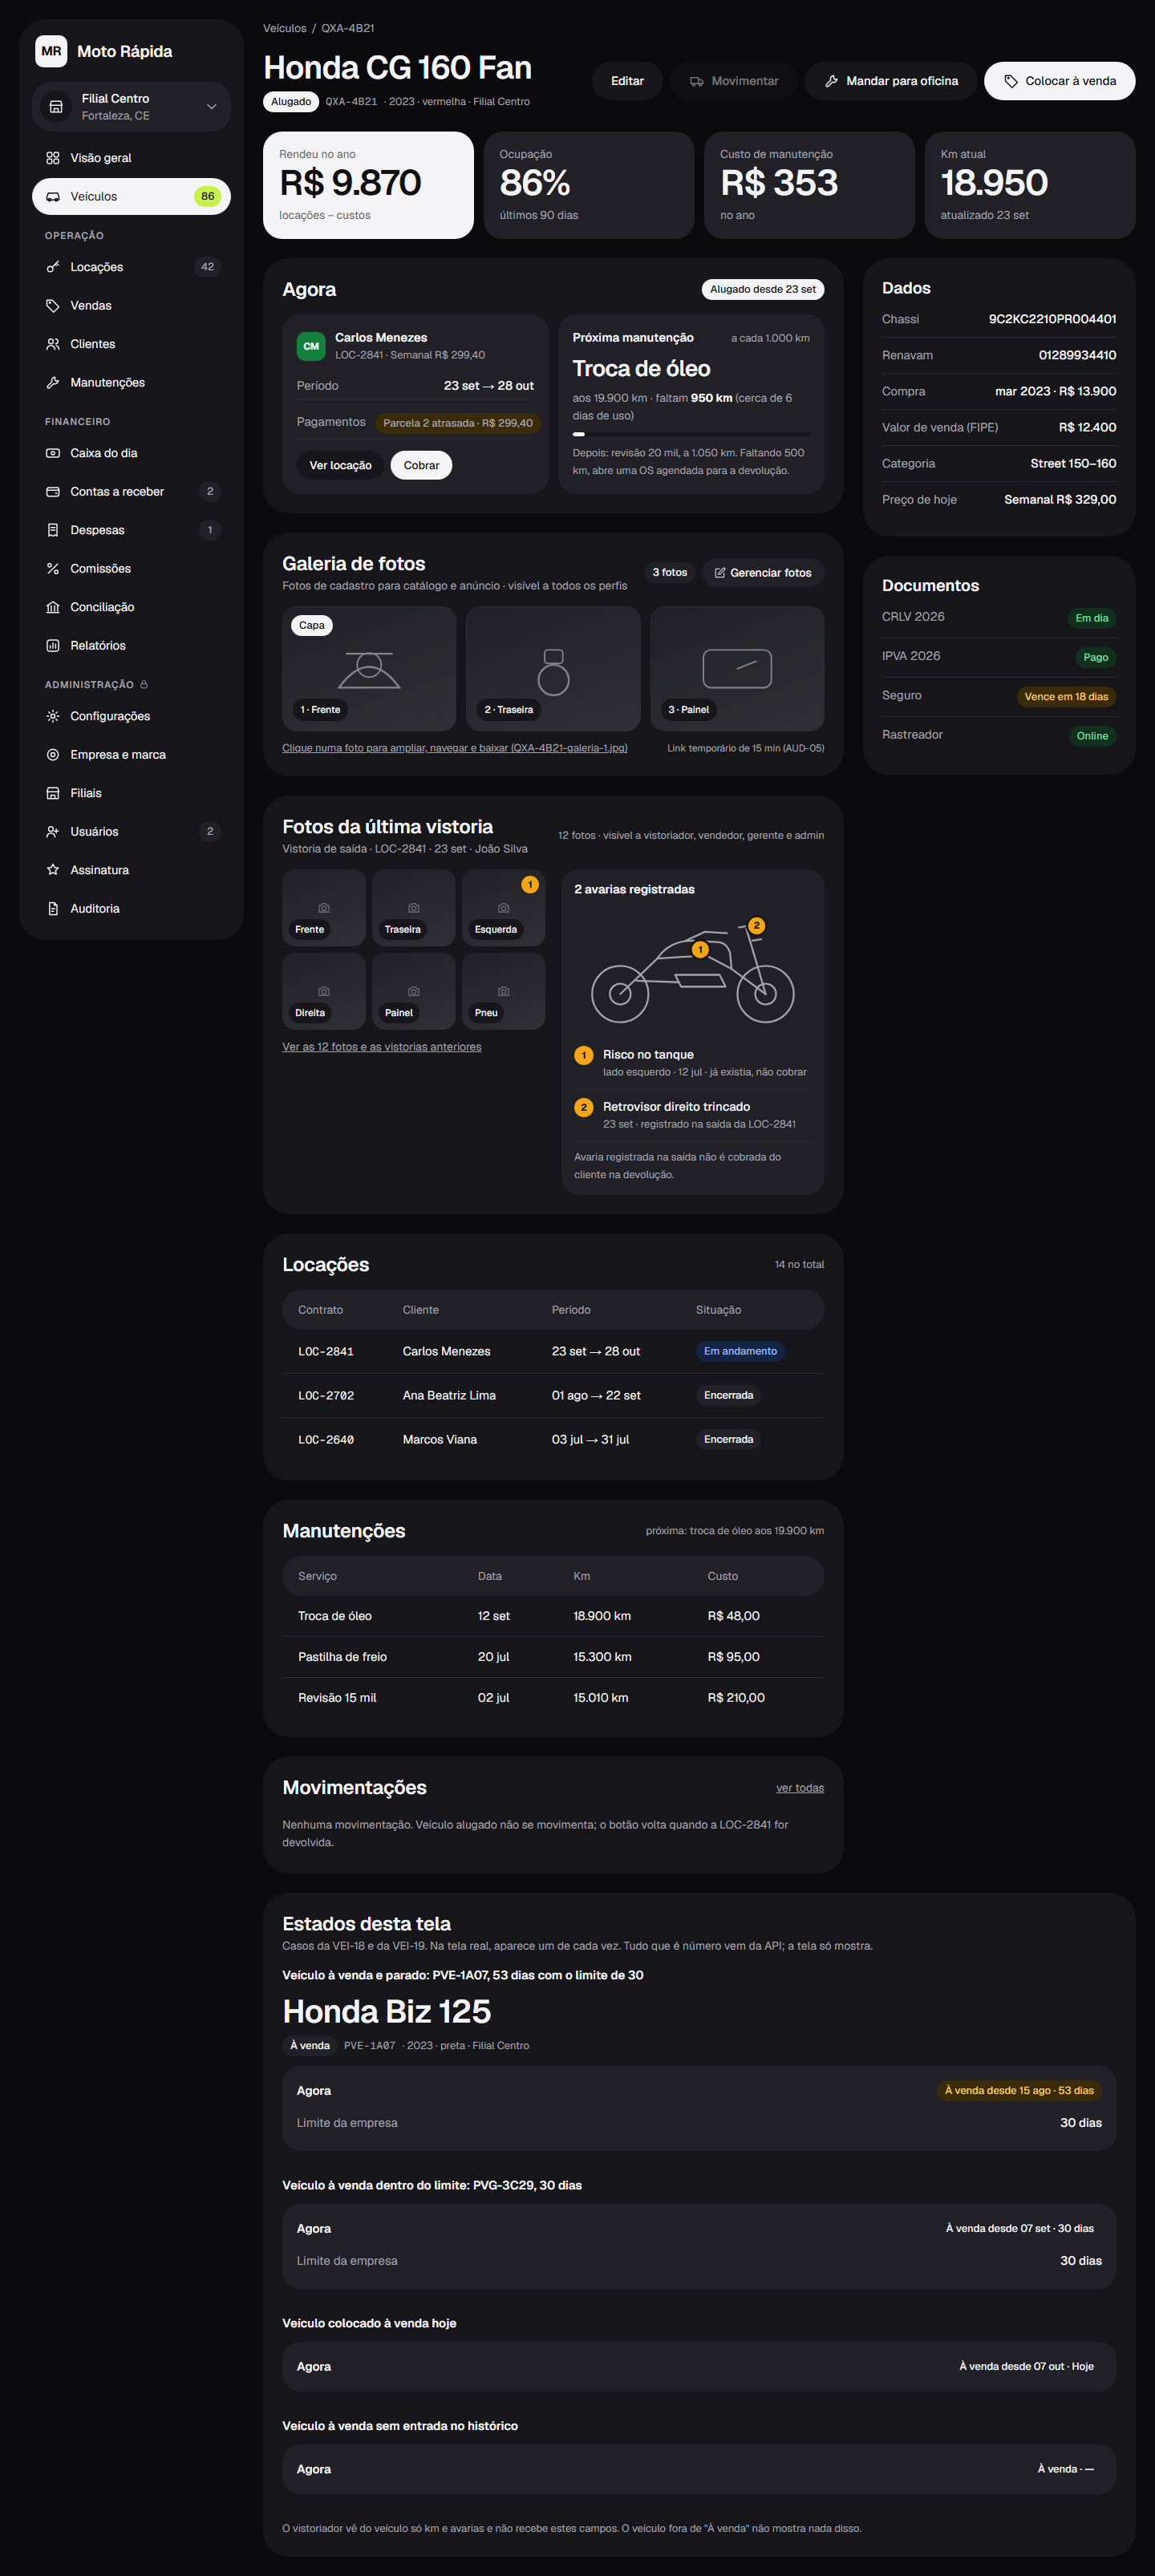 MR
Moto Rápida
Filial Centro
Fortaleza, CE
Visão geral
Veículos
86
OPERAÇÃO
Locações
42
Vendas
Clientes
Manutenções
FINANCEIRO
Caixa do dia
Contas a receber
2
Despesas
1
Comissões
Conciliação
Relatórios
ADMINISTRAÇÃO
Configurações
Empresa e marca
Filiais
Usuários
2
Assinatura
Auditoria
Veículos / QXA-4B21
Honda CG 160 Fan
Alugado QXA-4B21 · 2023 · vermelha · Filial Centro
Editar
Movimentar
Mandar para oficina
Colocar à venda
Rendeu no ano
R$ 9.870
locações − custos
Ocupação
86%
últimos 90 dias
Custo de manutenção
R$ 353
no ano
Km atual
18.950
atualizado 23 set
Agora
Alugado desde 23 set
CM
Carlos Menezes
LOC-2841 · Semanal R$ 299,40
Período
23 set → 28 out
Pagamentos
Parcela 2 atrasada · R$ 299,40
Ver locação
Cobrar
Próxima manutenção
a cada 1.000 km
Troca de óleo
aos 19.900 km · faltam 950 km (cerca de 6
dias de uso)
Depois: revisão 20 mil, a 1.050 km. Faltando 500
km, abre uma OS agendada para a devolução.
Dados
Chassi
9C2KC2210PR004401
Renavam
01289934410
Compra
mar 2023 · R$ 13.900
Valor de venda (FIPE)
R$ 12.400
Categoria
Street 150–160
Preço de hoje
Semanal R$ 329,00
Documentos
CRLV 2026
Em dia
IPVA 2026
Pago
Seguro
Vence em 18 dias
Rastreador
Online
Galeria de fotos
Fotos de cadastro para catálogo e anúncio · visível a todos os perfis
3 fotos
Gerenciar fotos
Capa
1 · Frente
2 · Traseira
3 · Painel
Clique numa foto para ampliar, navegar e baixar (QXA-4B21-galeria-1.jpg)
Link temporário de 15 min (AUD-05)
Fotos da última vistoria
Vistoria de saída · LOC-2841 · 23 set · João Silva
12 fotos · visível a vistoriador, vendedor, gerente e admin
Frente
Traseira
1
Esquerda
Direita
Painel
Pneu
Ver as 12 fotos e as vistorias anteriores
2 avarias registradas
1
2
1
Risco no tanque
lado esquerdo · 12 jul · já existia, não cobrar
2
Retrovisor direito trincado
23 set · registrado na saída da LOC-2841
Avaria registrada na saída não é cobrada do
cliente na devolução.
Locações
14 no total
Contrato Cliente Período Situação
LOC-2841 Carlos Menezes 23 set → 28 out Em andamento
LOC-2702 Ana Beatriz Lima 01 ago → 22 set Encerrada
LOC-2640 Marcos Viana 03 jul → 31 jul Encerrada
Manutenções
próxima: troca de óleo aos 19.900 km
Serviço Data Km Custo
Troca de óleo 12 set 18.900 km R$ 48,00
Pastilha de freio 20 jul 15.300 km R$ 95,00
Revisão 15 mil 02 jul 15.010 km R$ 210,00
Movimentações
ver todas
Nenhuma movimentação. Veículo alugado não se movimenta; o botão volta quando a LOC-2841 for
devolvida.
Estados desta tela
Casos da VEI-18 e da VEI-19. Na tela real, aparece um de cada vez. Tudo que é número vem da API; a tela só mostra.
Veículo à venda e parado: PVE-1A07, 53 dias com o limite de 30
Honda Biz 125
À venda PVE-1A07 · 2023 · preta · Filial Centro
Agora
À venda desde 15 ago · 53 dias
Limite da empresa
30 dias
Veículo à venda dentro do limite: PVG-3C29, 30 dias
Agora
À venda desde 07 set · 30 dias
Limite da empresa
30 dias
Veículo colocado à venda hoje
Agora
À venda desde 07 out · Hoje
Veículo à venda sem entrada no histórico
Agora
À venda · —
O vistoriador vê do veículo só km e avarias e não recebe estes campos. O veículo fora de "À venda" não mostra nada disso.